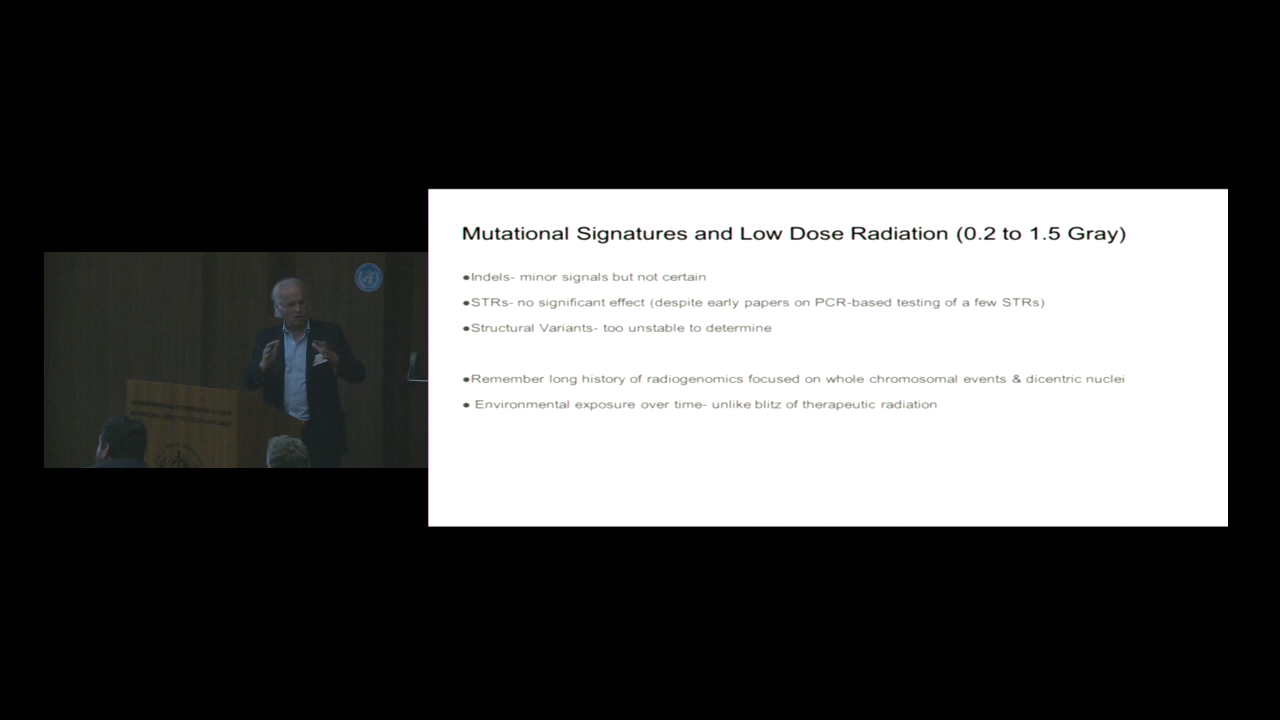 Mutational Signatures and Low Dose Radiation (0.2 to 1.5 Gray)
●Indels- minor signals but not certain
●STRs- no significant effect (despite early papers on PCR-based testing of a few STRs)
●Structural Variants- too unstable to determine
●Remember long history of radiogenomics focused on whole chromosomal events & dicentric nuclei
● Environmental exposure over time- unlike blitz of therapeutic radiation